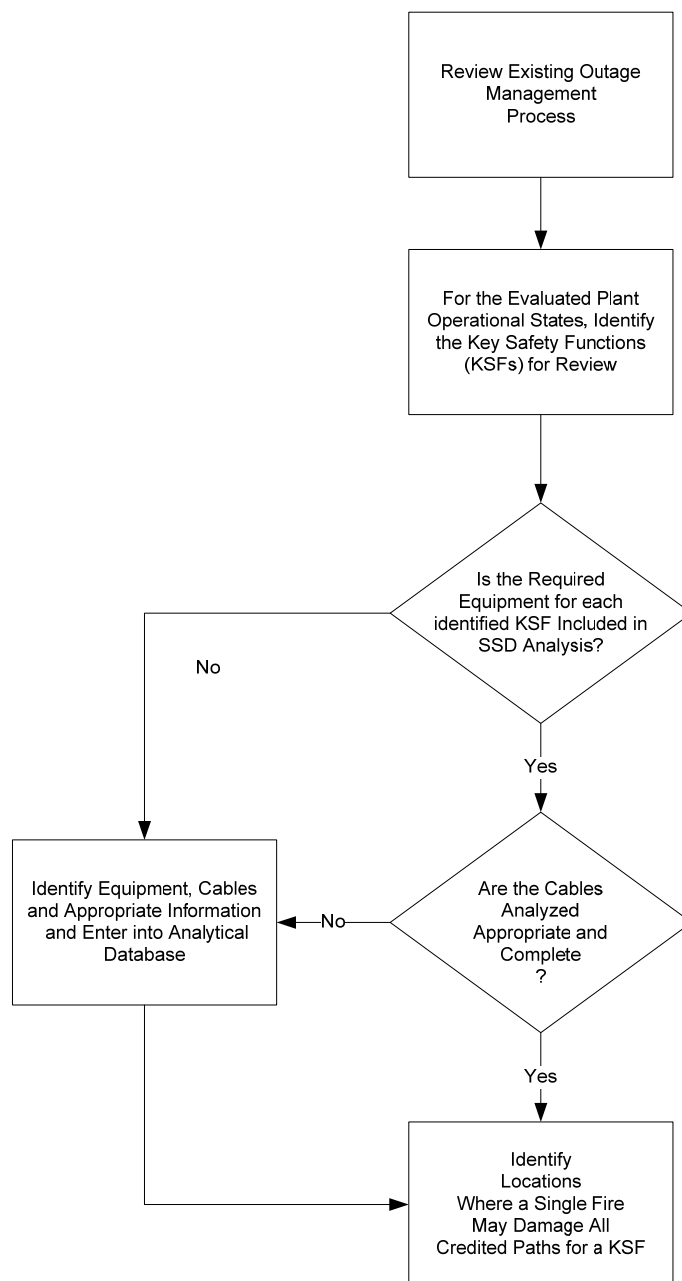 Review Existing Outage
Management
Process
For the Evaluated Plant
Operational States, Identify
the Key Safety Functions
(KSFs) for Review
Is the Required
Equipment for each
identified KSF Included in
SSD Analysis?
No
Yes
Identify Equipment, Cables
and Appropriate Information
and Enter into Analytical
Database
No
Are the Cables
Analyzed
Appropriate and
Complete
?
Yes
Identify
Locations
Where a Single Fire
May Damage All
Credited Paths for a KSF